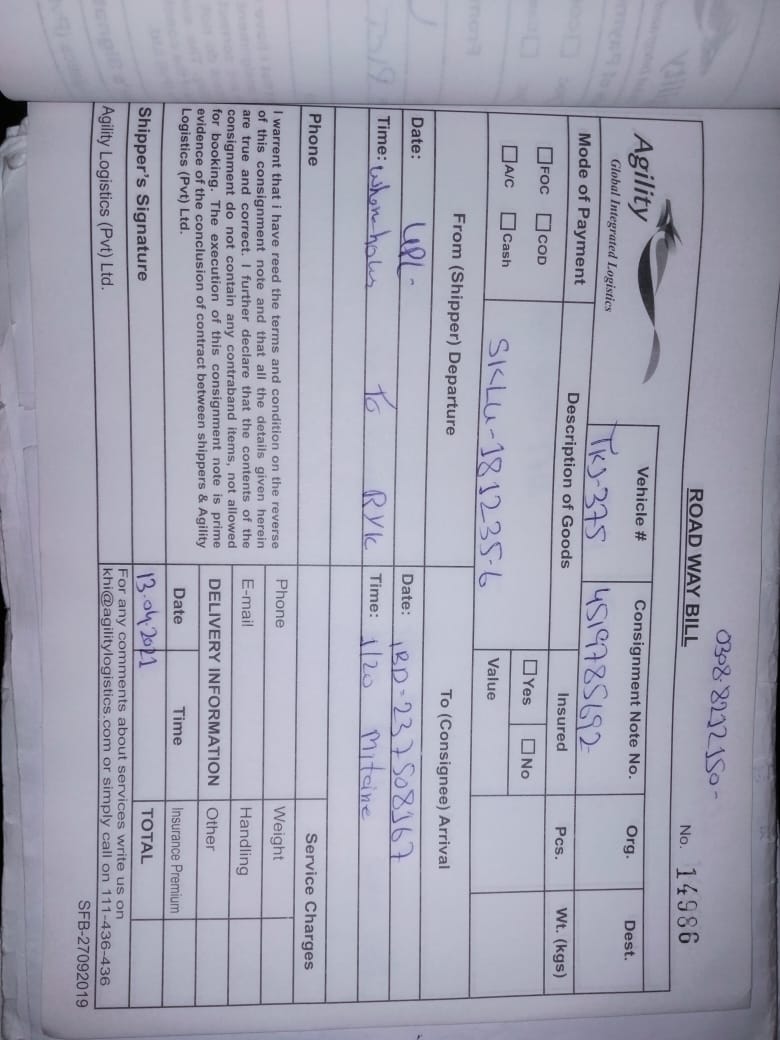 0308-8212150-
ROAD WAY BILL
No. 14986
Agility
Global Integrated Logistics
Vehicle #
TKJ-375
Consignment Note No.
4519785692
Org.
Dest.
Mode of Payment
FOC COD
A/C Cash
Description of Goods
SKLU-181235-6
Insured
Yes No
Value
Pcs.
Wt. (kgs)
From (Shipper) Departure
To (Consignee) Arrival
Date: UPL-
Date: IBD-237508167
Time: To RYK
Time: 1/20
Phone
Service Charges
I warrent that i have reed the terms and condition on the reverse
of this consignment note and that all the details given herein
are true and correct. I further declare that the contents of the
consignment do not contain any contraband items, not allowed
for booking. The execution of this consignment note is prime
evidence of the conclusion of contract between shippers & Agility
Logistics (Pvt) Ltd.
Phone
Weight
E-mail
Handling
DELIVERY INFORMATION
Other
Date Time
Insurance Premium
Shipper's Signature
13.04.2021
TOTAL
Agility Logistics (Pvt) Ltd.
For any comments about services write us on
khi@agilitylogistics.com or simply call on 111-436-436
SFB-27092019